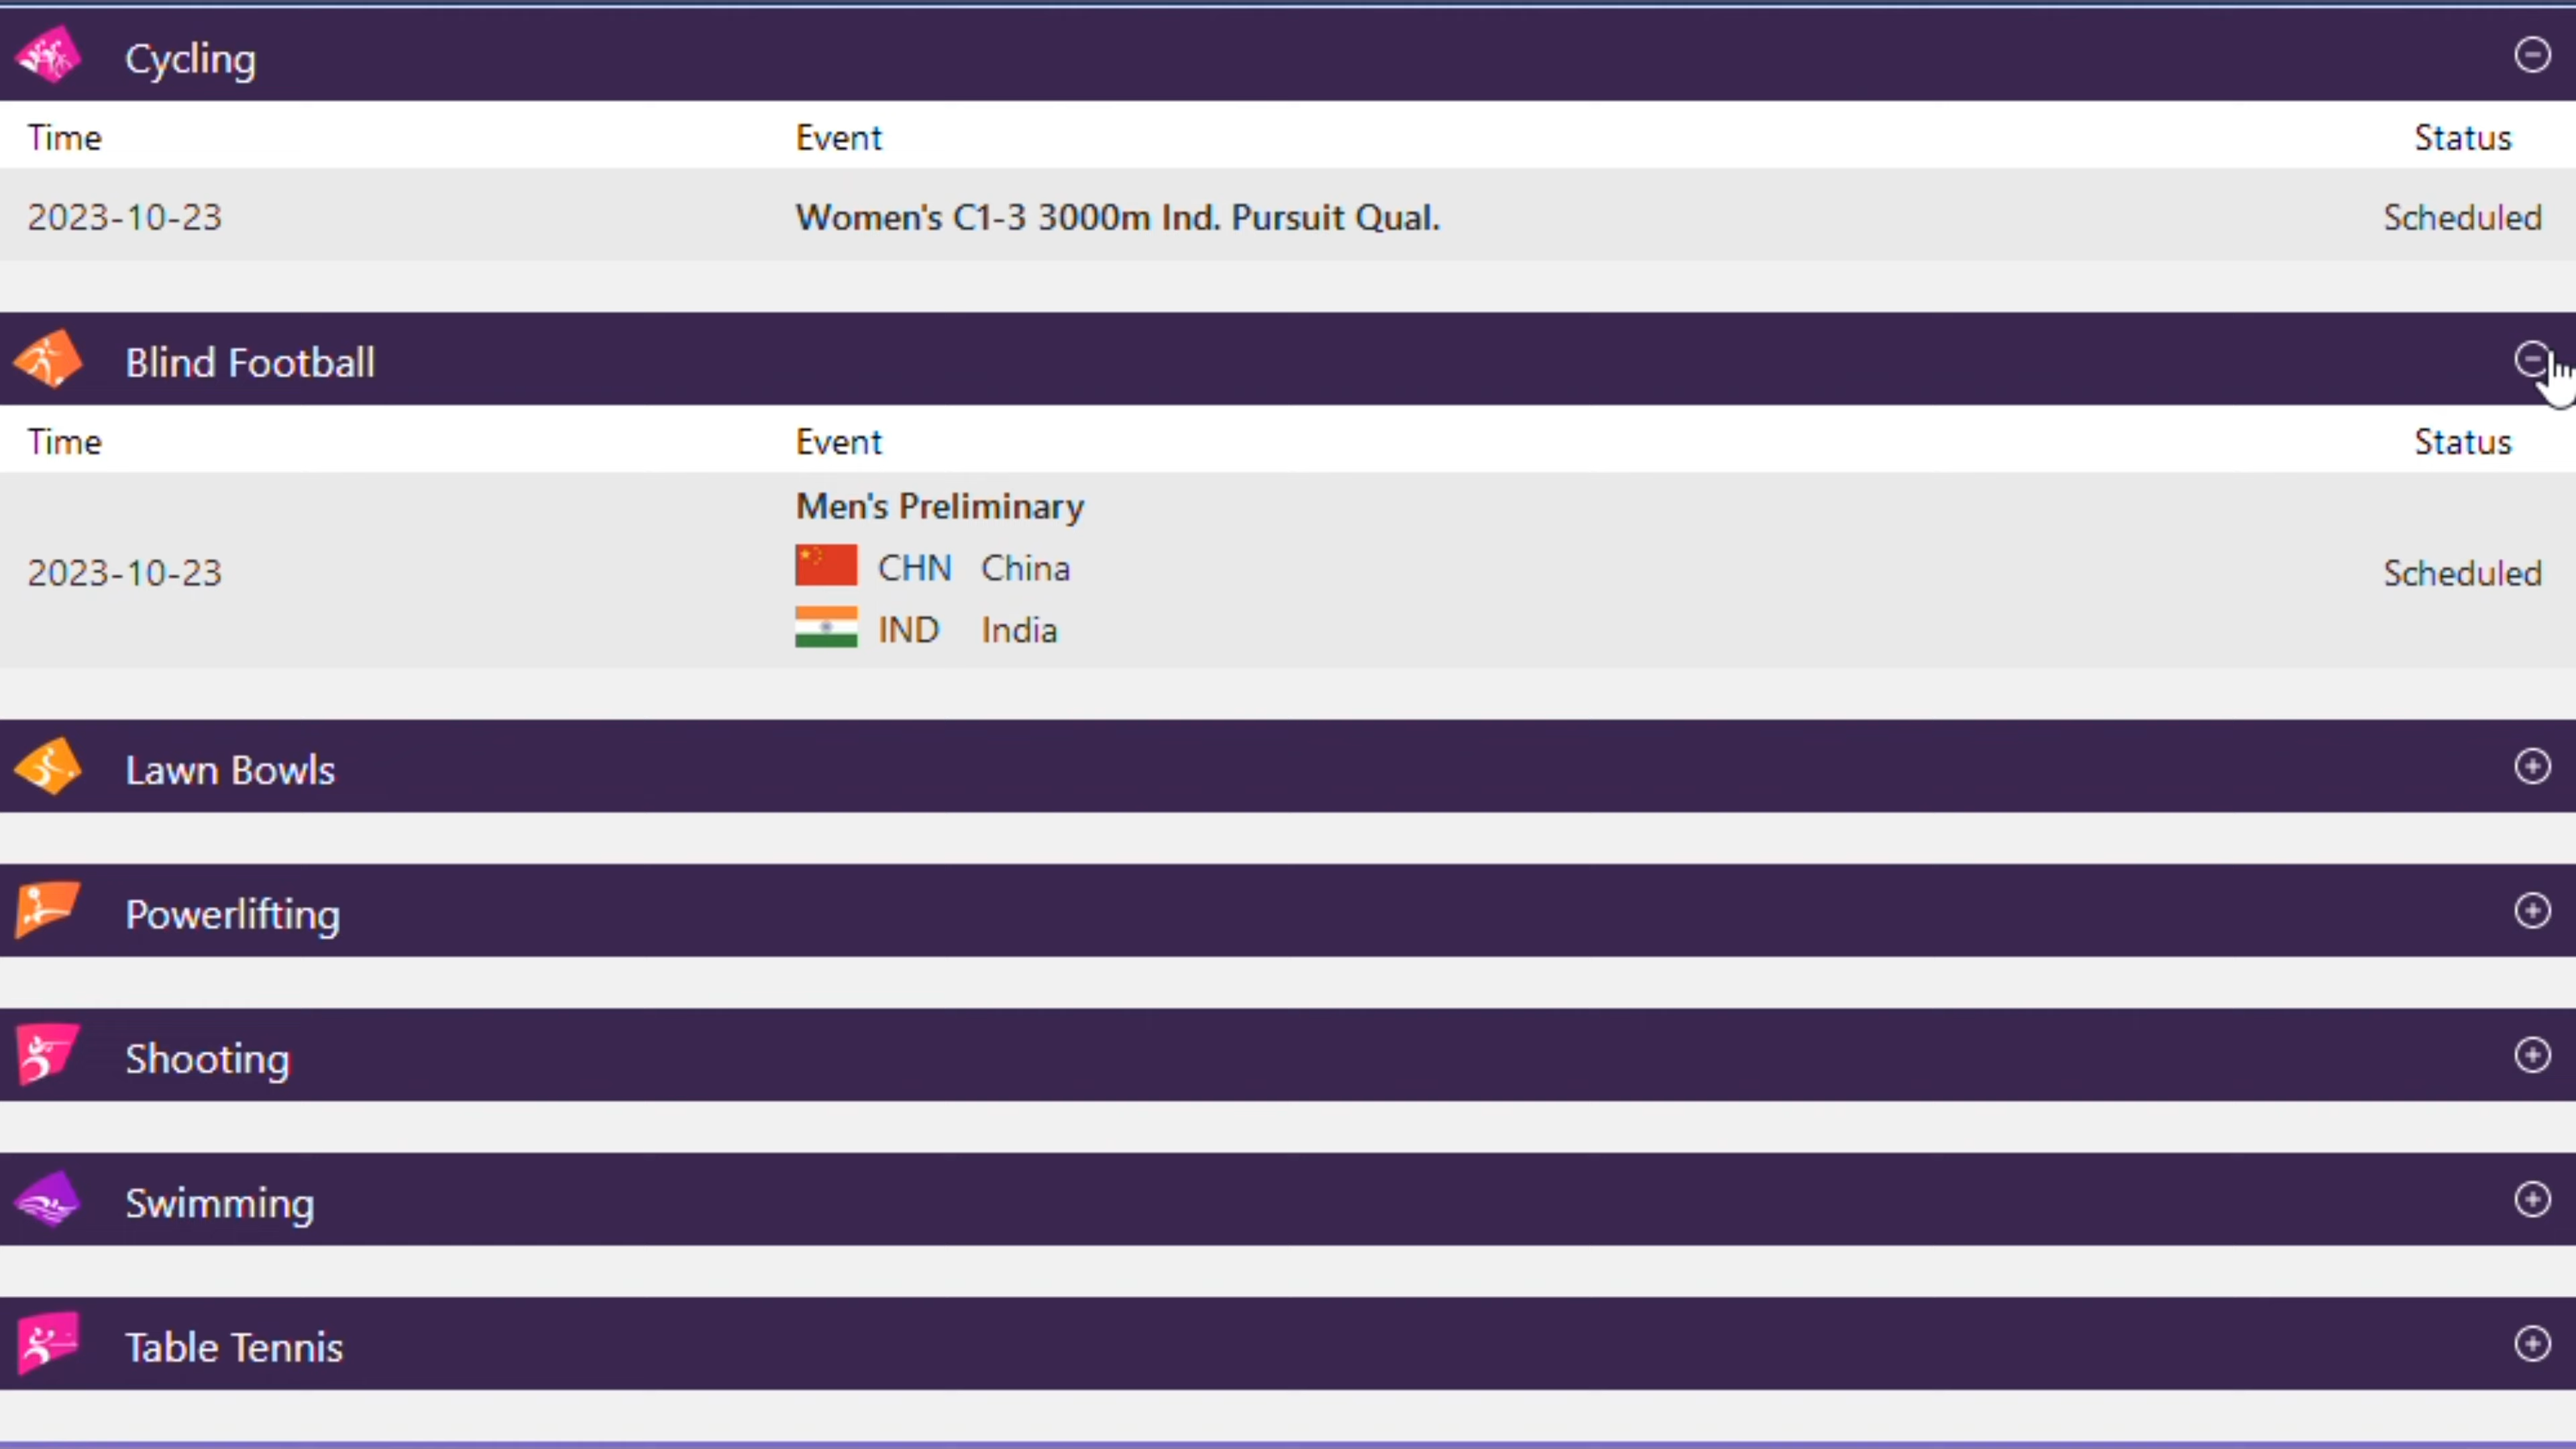 Cycling
Time Event Status
2023-10-23 Women's C1-3 3000m Ind. Pursuit Qual. Scheduled
Blind Football
Time Event Status
Men's Preliminary
CHN China
2023-10-23 Scheduled
IND India
Lawn Bowls
Powerlifting
Shooting
Swimming
Table Tennis